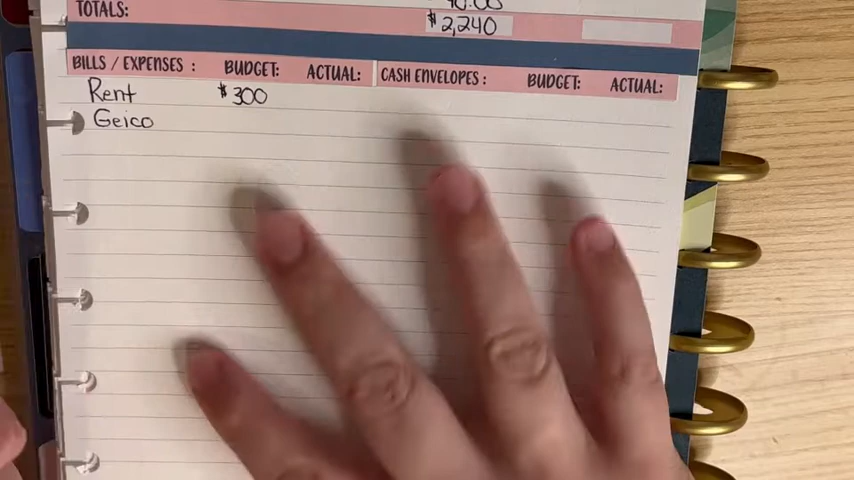 TOTALS: $2,240
BILLS / EXPENSES : BUDGET: ACTUAL: CASH ENVELOPES : BUDGET: ACTUAL:
Rent $300
Geico